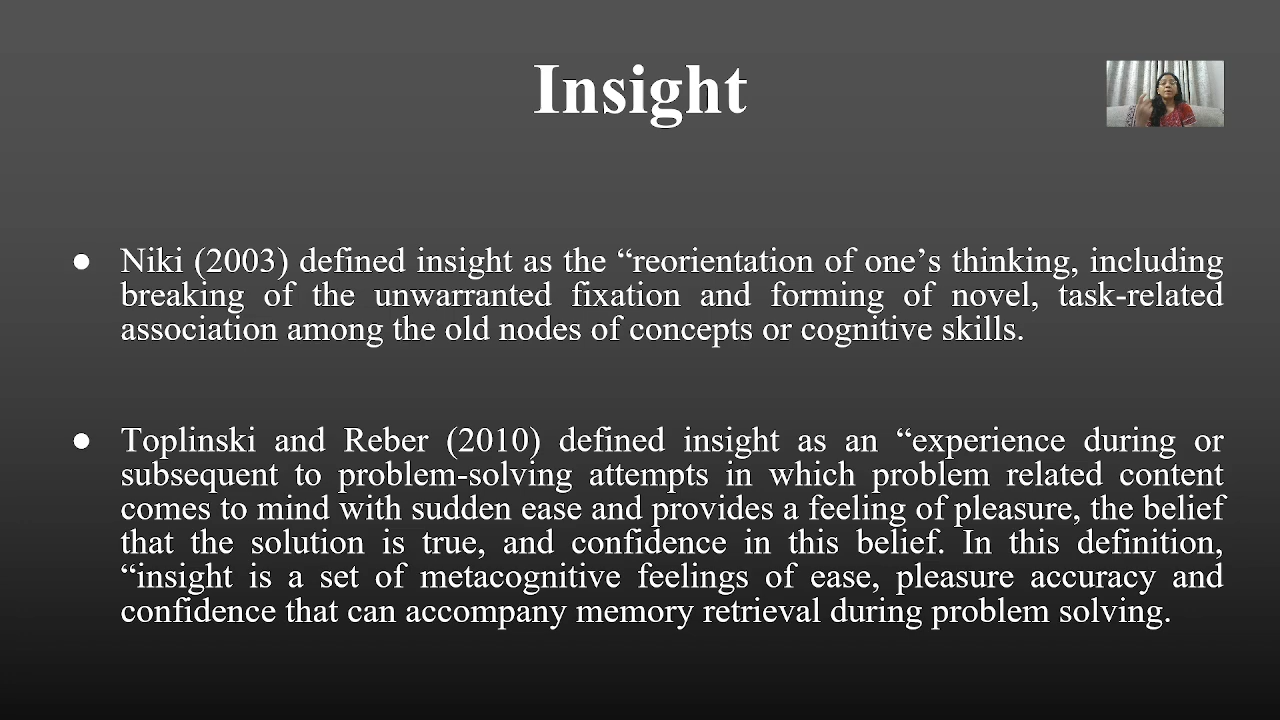 Insight
● Niki (2003) defined insight as the “reorientation of one’s thinking, including
breaking of the unwarranted fixation and forming of novel, task-related
association among the old nodes of concepts or cognitive skills.
● Toplinski and Reber (2010) defined insight as an “experience during or
subsequent to problem-solving attempts in which problem related content
comes to mind with sudden ease and provides a feeling of pleasure, the belief
that the solution is true, and confidence in this belief. In this definition,
“insight is a set of metacognitive feelings of ease, pleasure accuracy and
confidence that can accompany memory retrieval during problem solving.